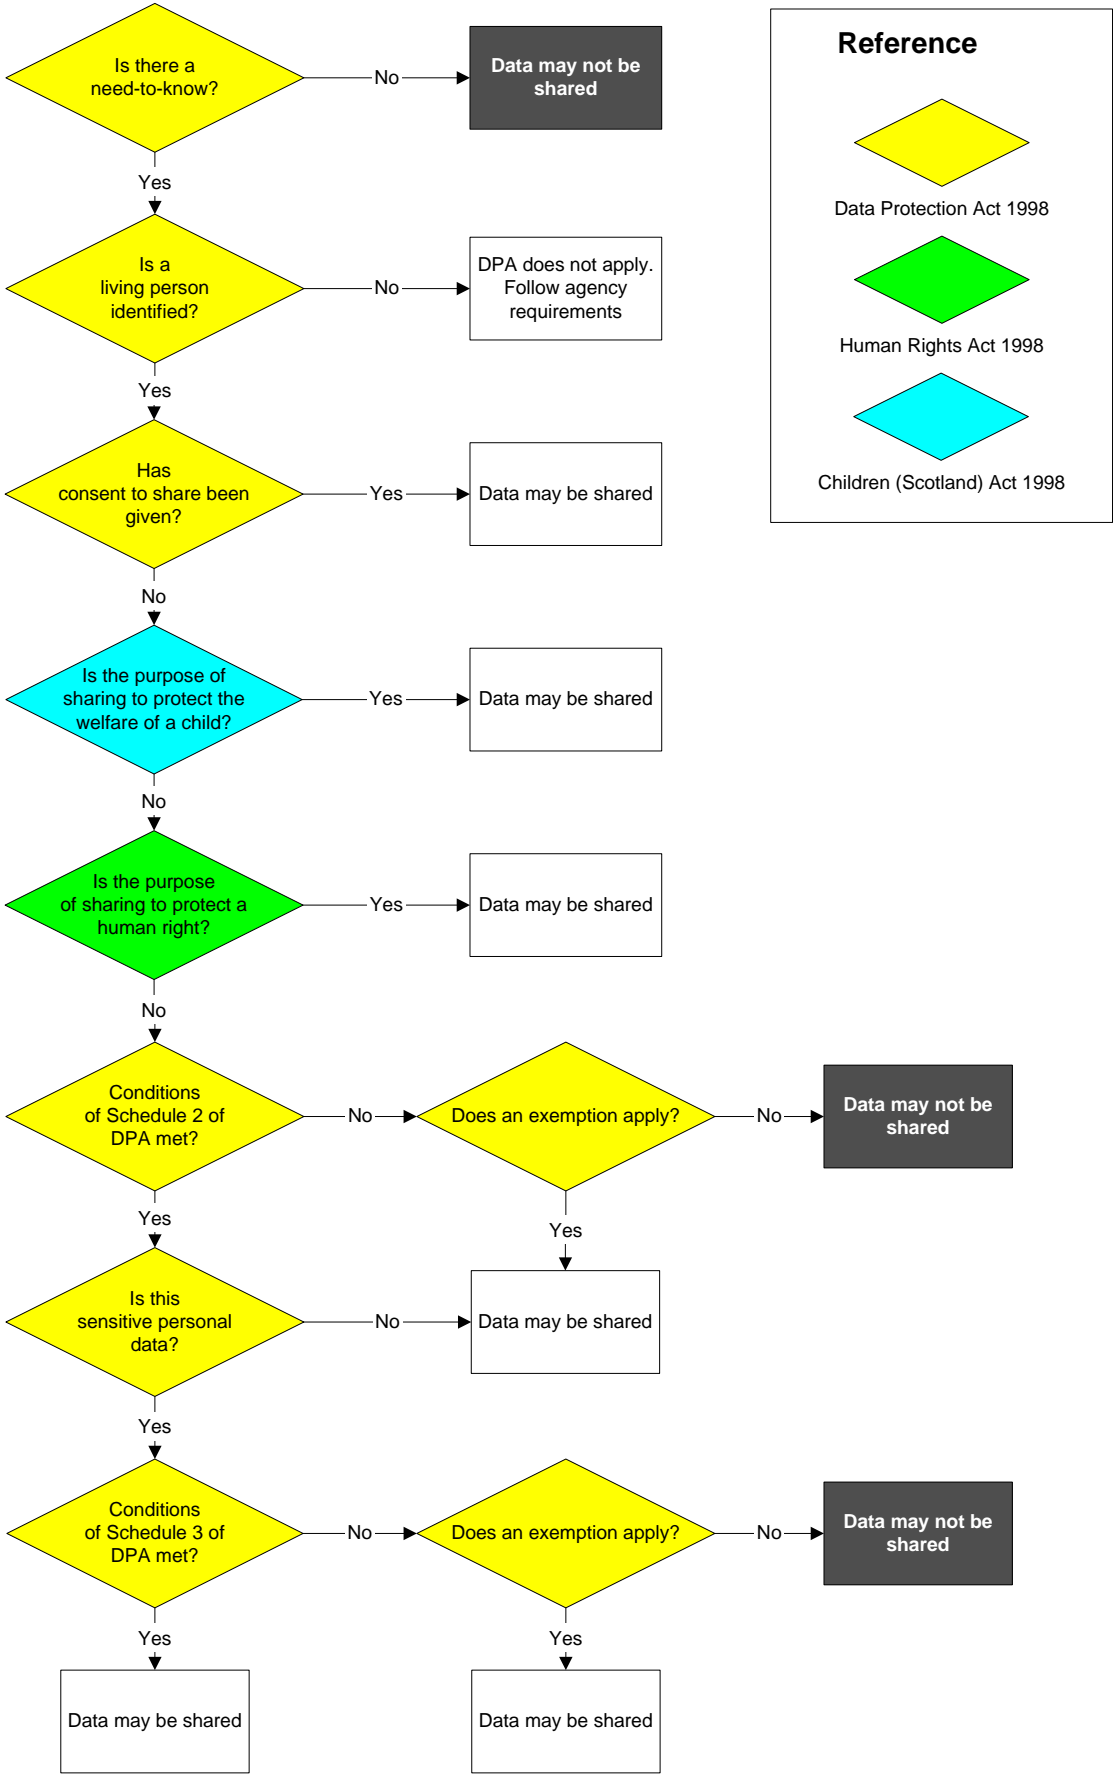 Is there a
need-to-know?
No
Data may not be
shared
Yes
Is a
living person
identified?
No
DPA does not apply.
Follow agency
requirements
Yes
Has
consent to share been
given?
Yes
Data may be shared
No
Is the purpose of
sharing to protect the
welfare of a child?
Yes
Data may be shared
No
Is the purpose
of sharing to protect a
human right?
Yes
Data may be shared
No
Conditions
of Schedule 2 of
DPA met?
No
Does an exemption apply?
No
Data may not be
shared
Yes
Yes
Is this
sensitive personal
data?
No
Data may be shared
Yes
Conditions
of Schedule 3 of
DPA met?
No
Does an exemption apply?
No
Data may not be
shared
Yes
Yes
Data may be shared
Data may be shared
Reference
Data Protection Act 1998
Human Rights Act 1998
Children (Scotland) Act 1998